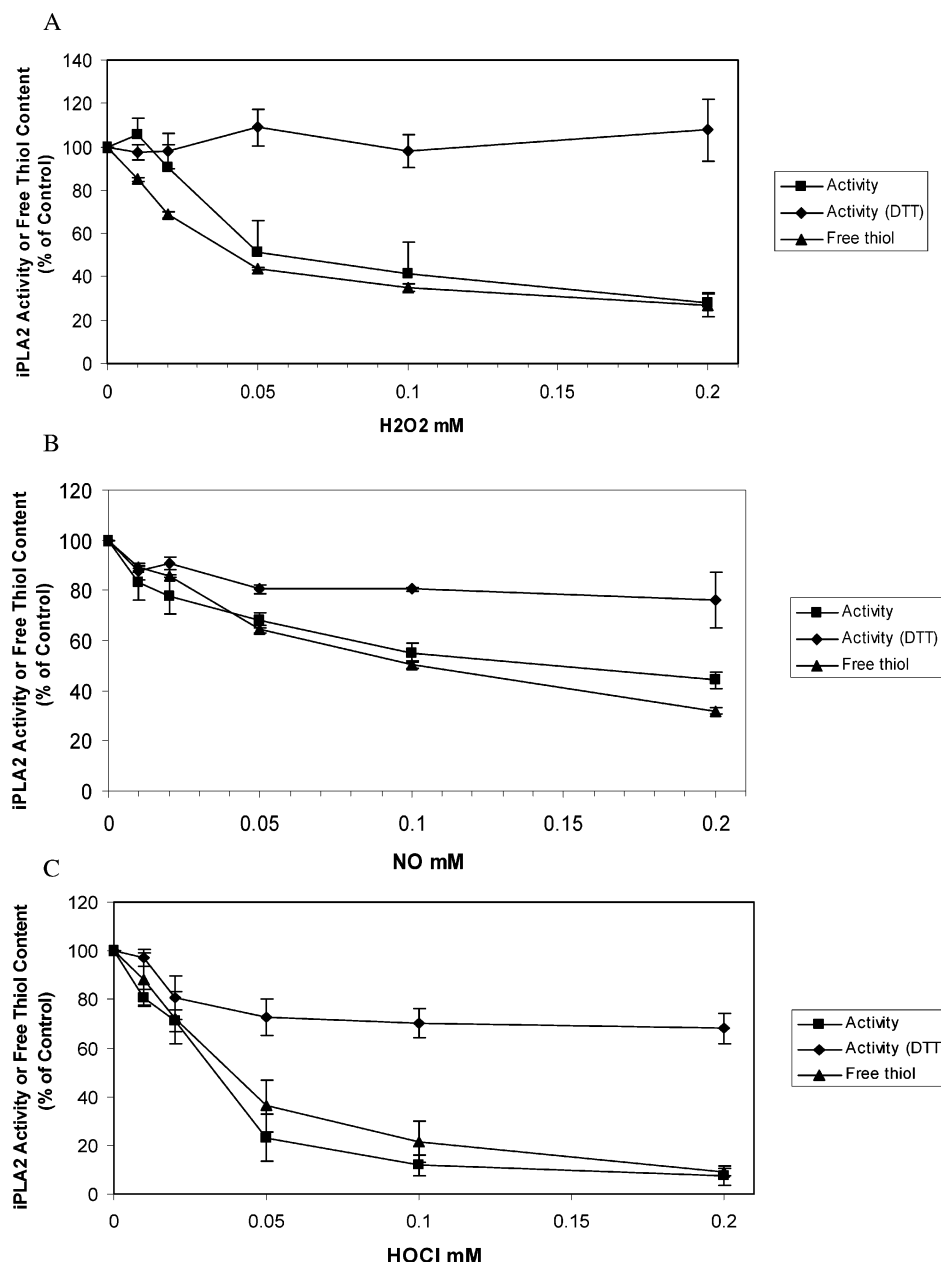 A
iPLA2 Activity or Free Thiol Content
(% of Control)
140
120
100
80
60
40
20
0
0 0.05 0.1 0.15 0.2
H2O2 mM
Activity
Activity (DTT)
Free thiol
B
iPLA2 Activity or Free Thiol Content
(% of Control)
120
100
80
60
40
20
0
0 0.05 0.1 0.15 0.2
NO mM
Activity
Activity (DTT)
Free thiol
C
iPLA2 Activity or Free Thiol Content
(% of Control)
120
100
80
60
40
20
0
0 0.05 0.1 0.15 0.2
HOCl mM
Activity
Activity (DTT
Free thiol